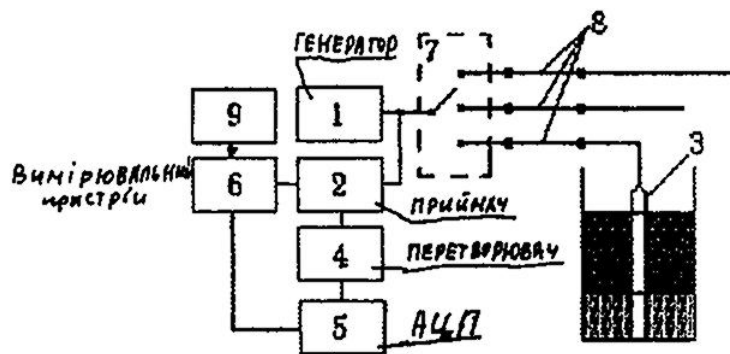 ГЕНЕРАТОР
7
8
9
1
3
Вимірювальний
пристрій
6
2
ПРИЙМАЧ
4
ПЕРЕТВОРЮВАЧ
5
АЦП